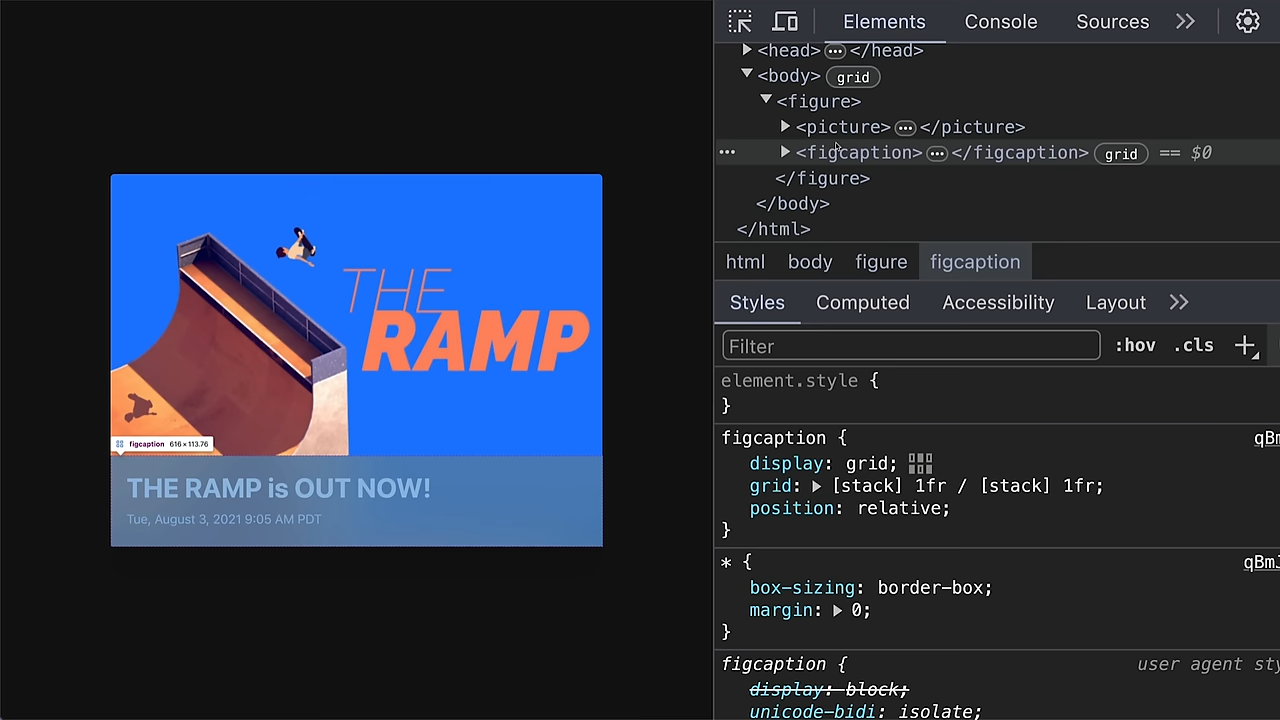 THE
RAMP
figcaption 616 × 113.76
THE RAMP is OUT NOW!
Tue, August 3, 2021 9:05 AM PDT
Elements Console Sources
<head> </head>
<body> grid
<figure>
<picture> </picture>
<figcaption> </figcaption> grid == $0
</figure>
</body>
</html>
html body figure figcaption
Styles Computed Accessibility Layout
Filter :hov .cls
element.style {
}
figcaption {
display: grid;
grid: [stack] 1fr / [stack] 1fr;
position: relative;
}
* {
box-sizing: border-box;
margin: 0;
}
figcaption { user agent
display: block;
unicode-bidi: isolate;